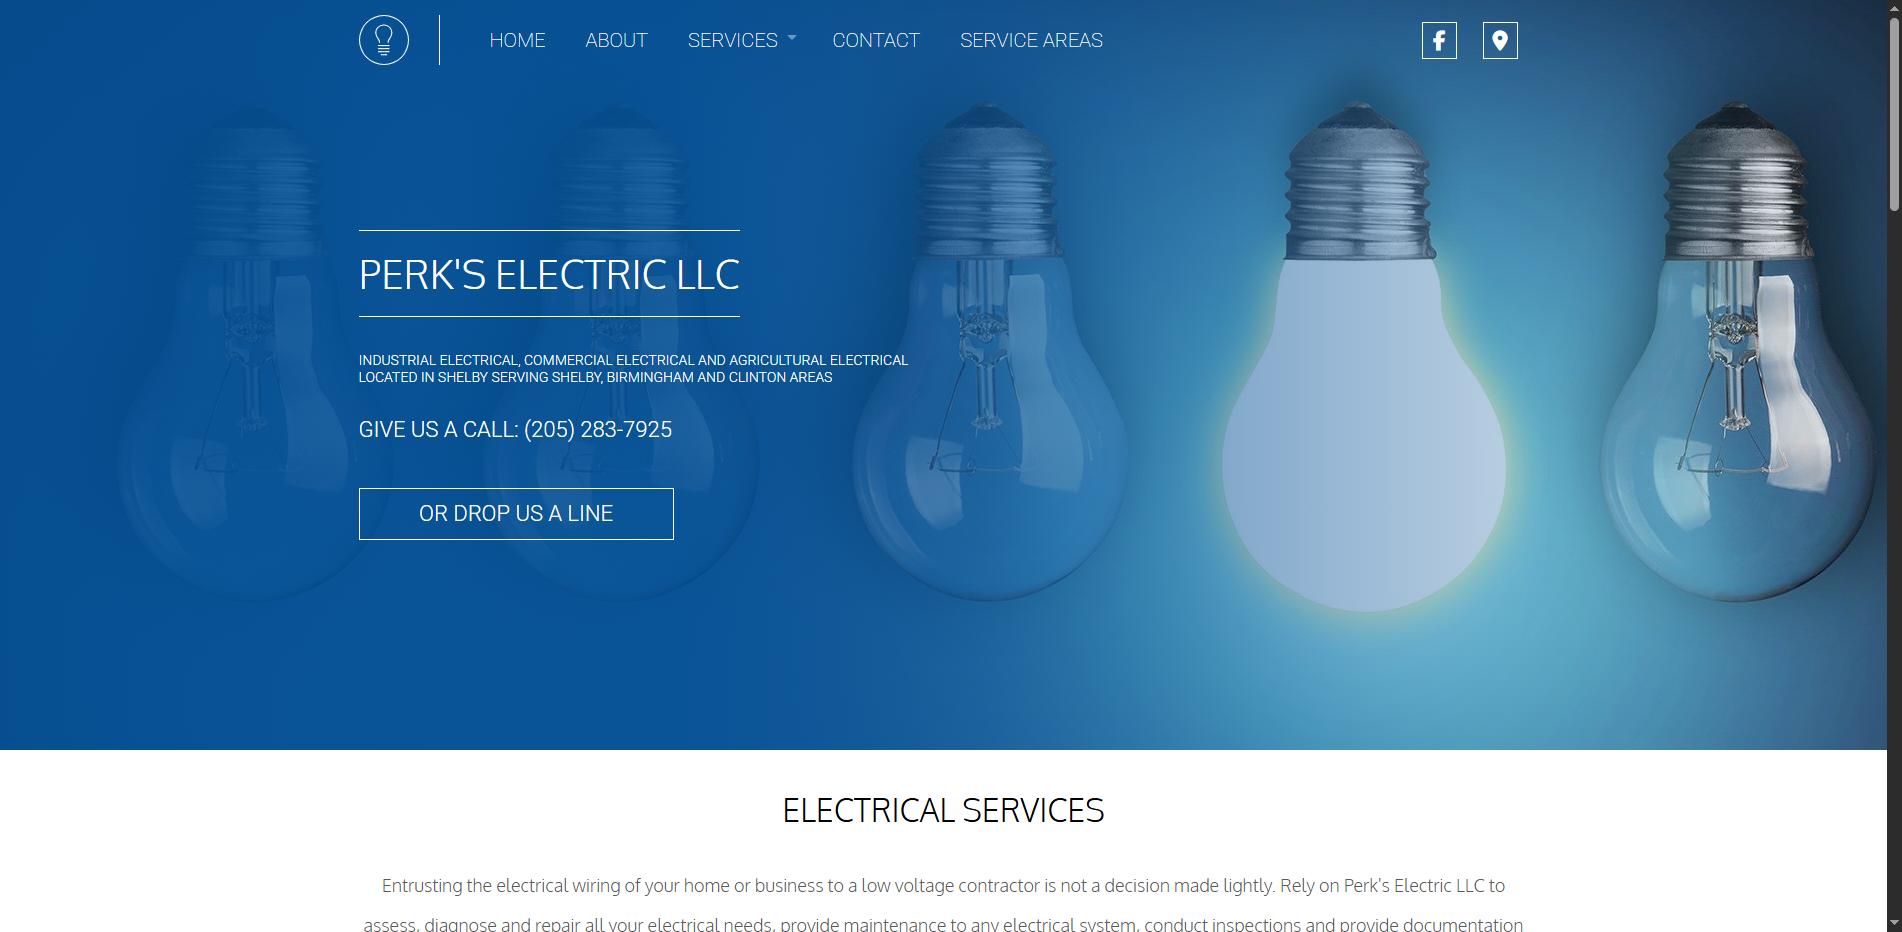 HOME ABOUT SERVICES CONTACT SERVICE AREAS
PERK'S ELECTRIC LLC
INDUSTRIAL ELECTRICAL, COMMERCIAL ELECTRICAL AND AGRICULTURAL ELECTRICAL
LOCATED IN SHELBY SERVING SHELBY, BIRMINGHAM AND CLINTON AREAS
GIVE US A CALL: (205) 283-7925
OR DROP US A LINE
ELECTRICAL SERVICES
Entrusting the electrical wiring of your home or business to a low voltage contractor is not a decision made lightly. Rely on Perk's Electric LLC to
assess, diagnose and repair all your electrical needs, provide maintenance to any electrical system, conduct inspections and provide documentation